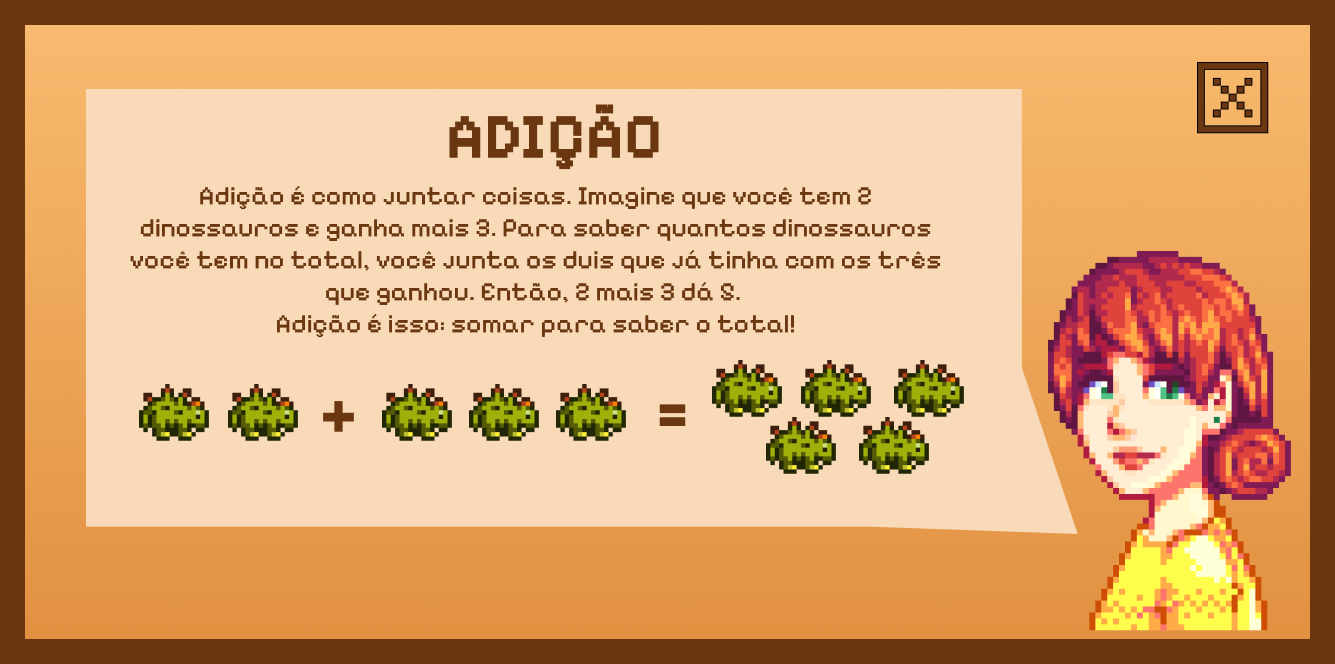 ADIÇÃO
Adição é como juntar coisas. Imagine que você tem 2
dinossauros e ganha mais 3. Para saber quantos dinossauros
você tem no total, você junta os duis que já tinha com os três
que ganhou. Então, 2 mais 3 dá 5.
Adição é isso: somar para saber o total!
+ =